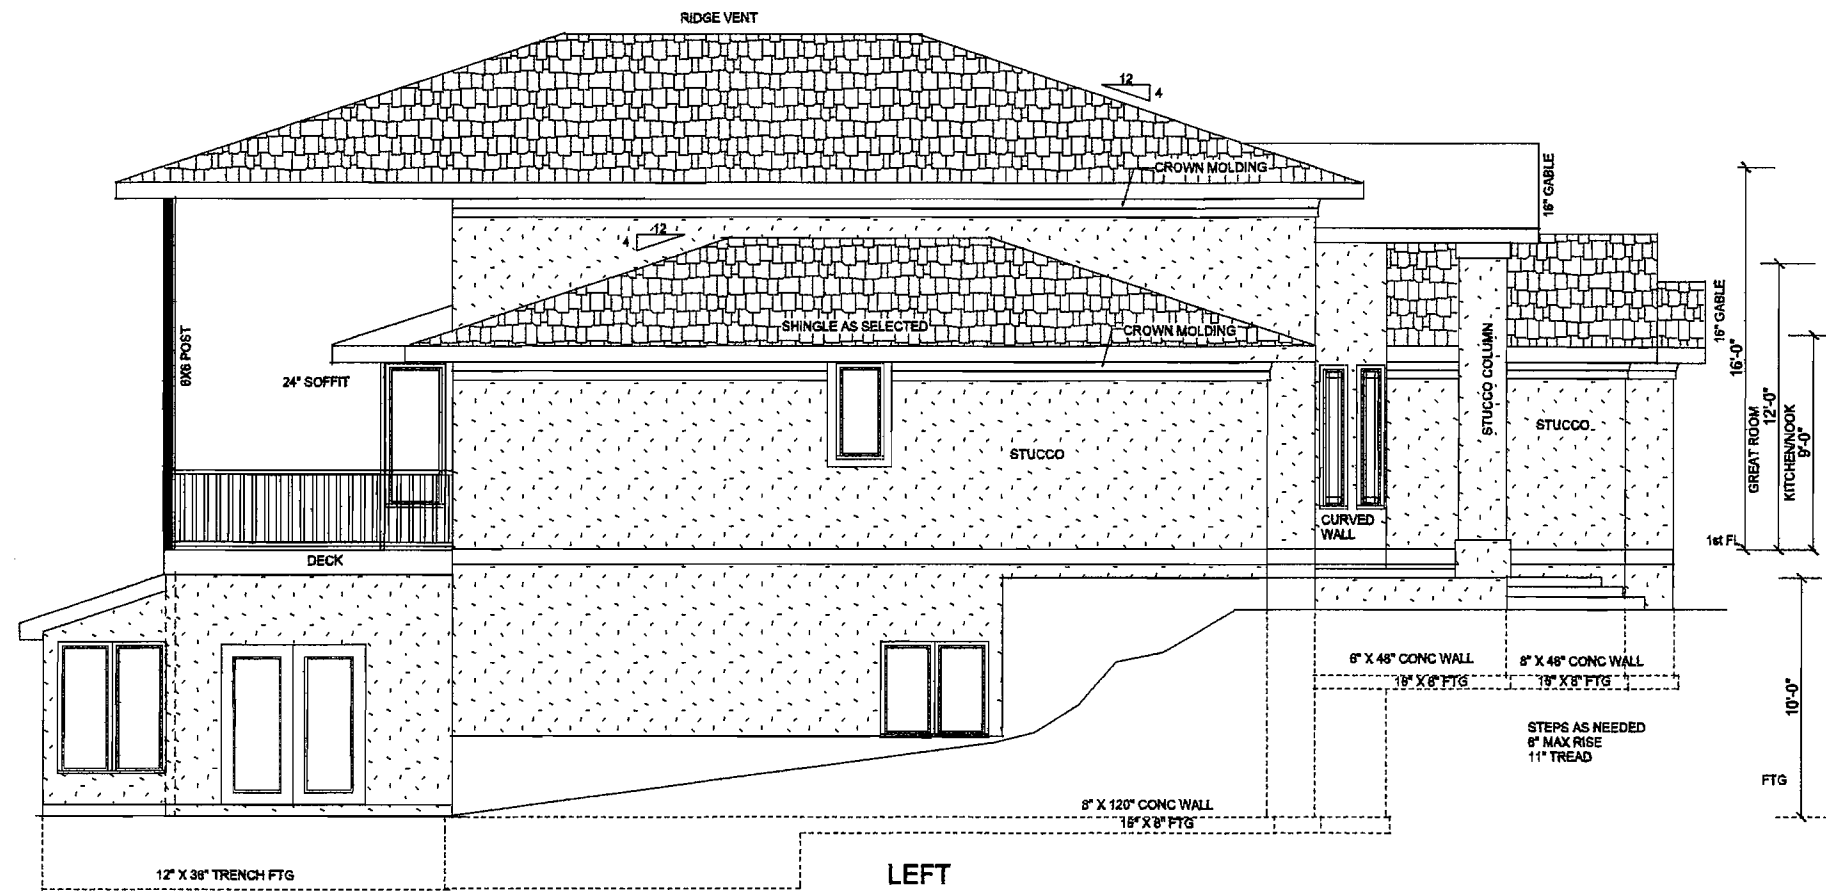 RIDGE VENT
12
4
CROWN MOLDING
16" GABLE
12
4
SHINGLE AS SELECTED
CROWN MOLDING
16" GABLE
6X6 POST
24" SOFFIT
STUCCO COLUMN
STUCCO
STUCCO
GREAT ROOM
16'-0"
12'-0"
KITCHEN/NOOK
9'-0"
CURVED
WALL
1st FL
DECK
6" X 48" CONC WALL
16" X 8" FTG
8" X 48" CONC WALL
16" X 8" FTG
10'-0"
STEPS AS NEEDED
6" MAX RISE
11" TREAD
FTG
8" X 120" CONC WALL
16" X 8" FTG
12" X 36" TRENCH FTG
LEFT